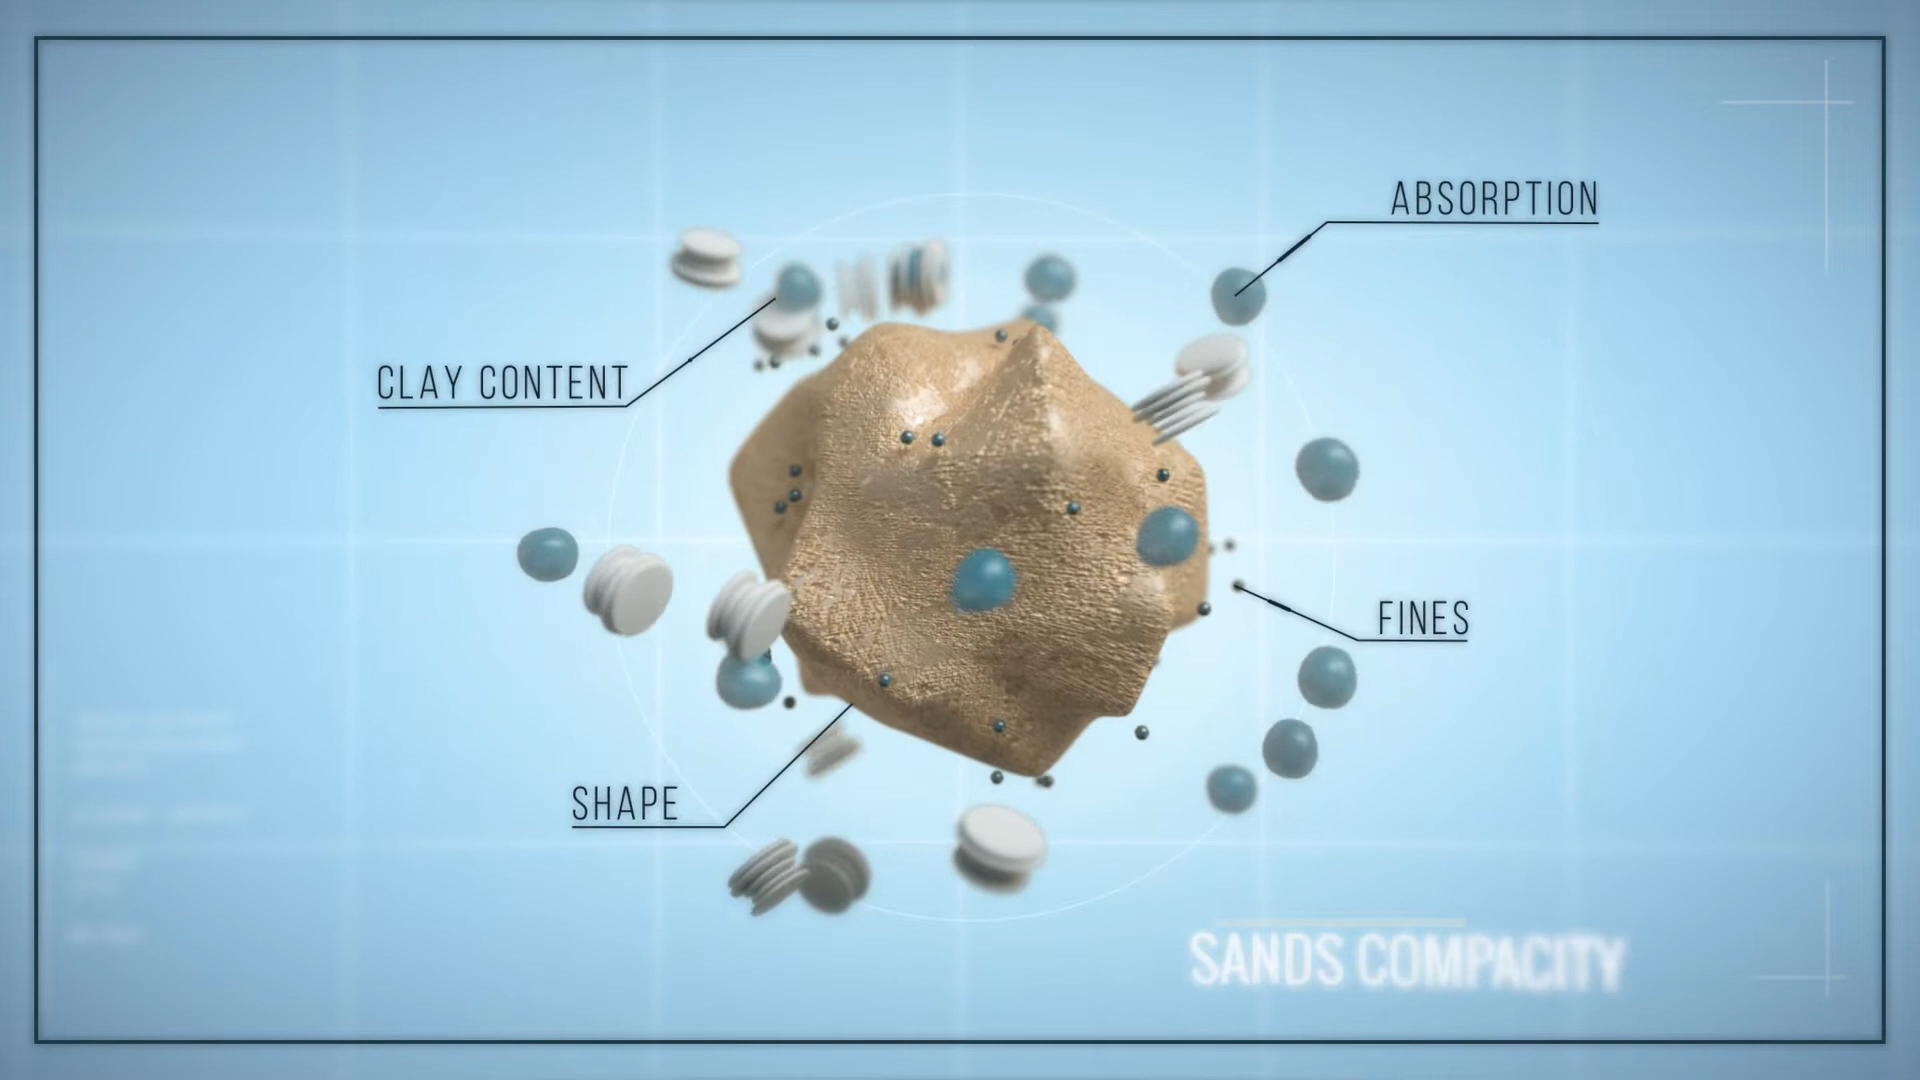 ABSORPTION
CLAY CONTENT
FINES
SHAPE
SANDS COMPACITY